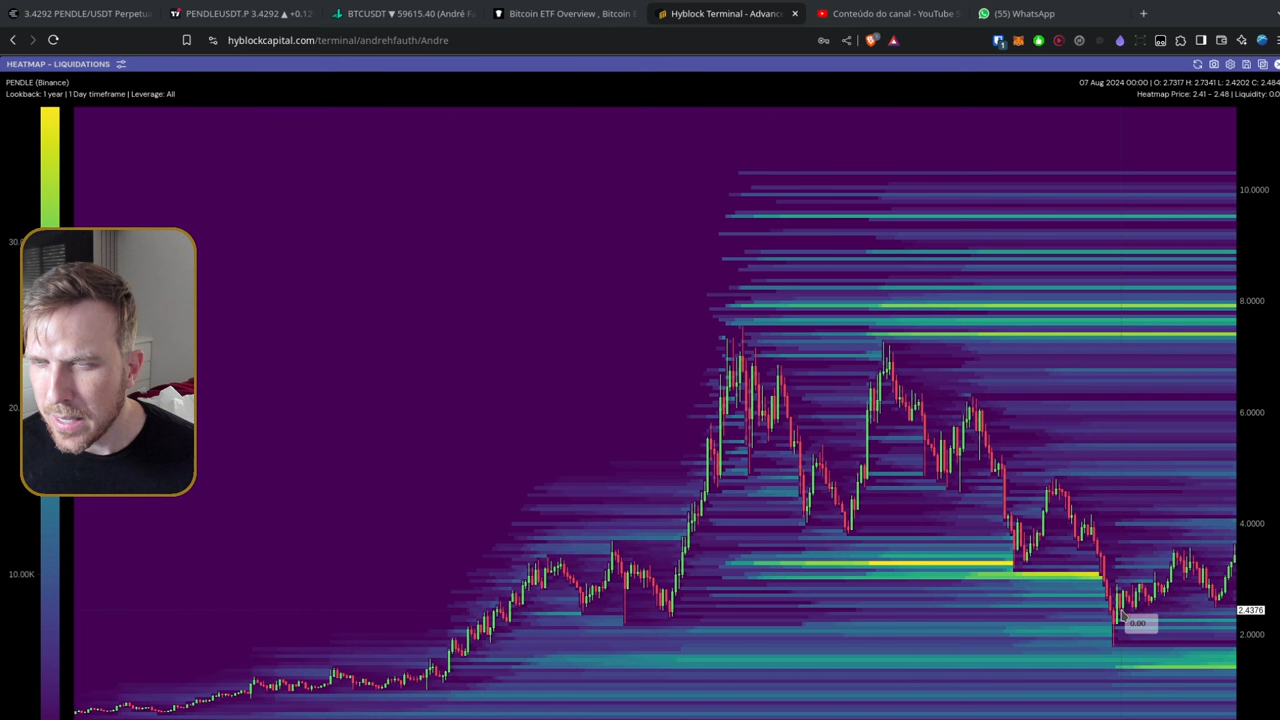 3.4292 PENDLE/USDT Perpetu
PENDLEUSDT.P 3.4292 ▲ +0.12
BTCUSDT ▼ 59615.40 (André Fa
Bitcoin ETF Overview , Bitcoin E
Hyblock Terminal - Advanc
Conteúdo do canal - YouTube S
(55) WhatsApp
hyblockcapital.com/terminal/andrehfauth/Andre
HEATMAP - LIQUIDATIONS
PENDLE (Binance)
07 Aug 2024 00:00 | O: 2.7317 H: 2.7341 L: 2.4202 C: 2.484
Lookback: 1 year | 1 Day timeframe | Leverage: All
Heatmap Price: 2.41 - 2.48 | Liquidity: 0.0
10.0000
30.0
8.0000
6.0000
20.
4.0000
10.00K
2.4376
0.00
2.0000